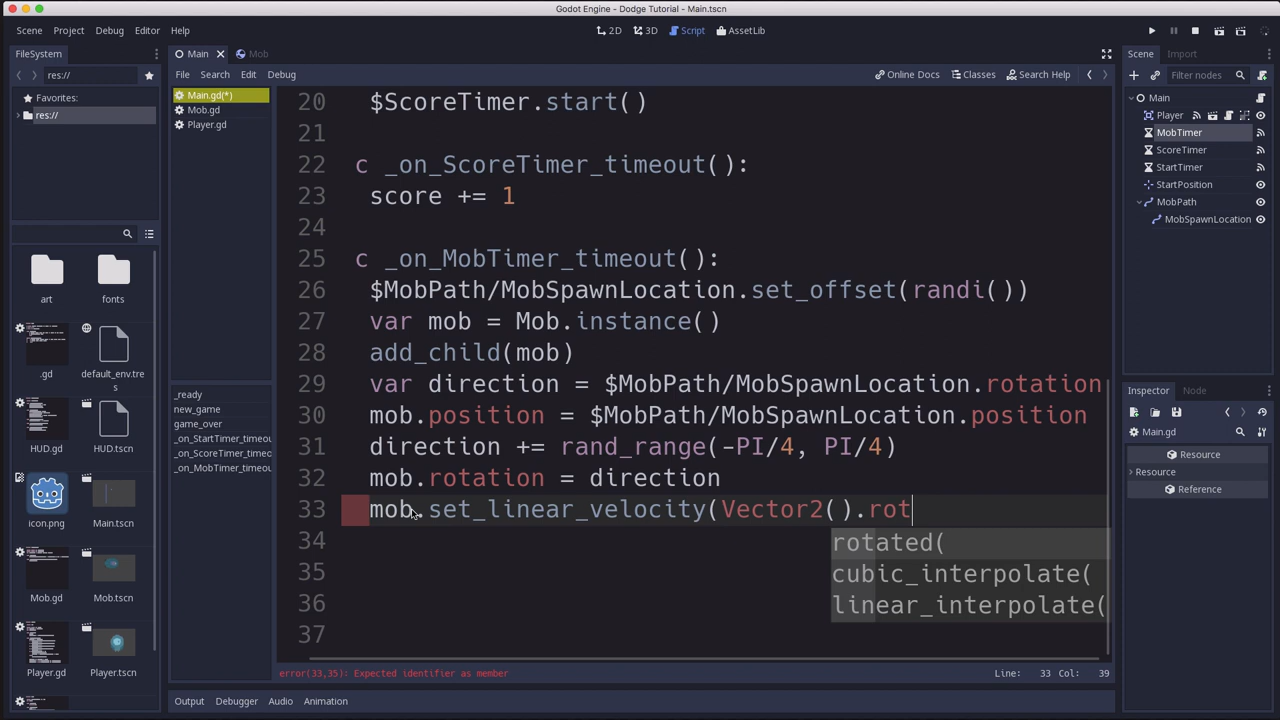 Godot Engine - Dodge Tutorial - Main.tscn
Scene Project Debug Editor Help
2D 3D Script AssetLib
FileSystem
Main Mob
Scene Import
res://
File Search Edit Debug
Online Docs Classes Search Help
Filter nodes
Favorites:
res://
Main.gd(*)
Mob.gd
Player.gd
Main
Player
MobTimer
ScoreTimer
StartTimer
StartPosition
MobPath
MobSpawnLocation
20 $ScoreTimer.start()
21
22 c _on_ScoreTimer_timeout():
23 score += 1
24
25 c _on_MobTimer_timeout():
26 $MobPath/MobSpawnLocation.set_offset(randi())
27 var mob = Mob.instance()
28 add_child(mob)
29 var direction = $MobPath/MobSpawnLocation.rotation
30 mob.position = $MobPath/MobSpawnLocation.position
31 direction += rand_range(-PI/4, PI/4)
32 mob.rotation = direction
33 mob.set_linear_velocity(Vector2().rot
34
35
36
37
rotated(
cubic_interpolate(
linear_interpolate(
art
fonts
.gd
default_env.tre
s
HUD.gd
HUD.tscn
icon.png
Main.tscn
Mob.gd
Mob.tscn
Player.gd
Player.tscn
_ready
new_game
game_over
_on_StartTimer_timeou
_on_ScoreTimer_timeou
_on_MobTimer_timeout
Inspector Node
Main.gd
Resource
Resource
Reference
error(33,35): Expected identifier as member
Line: 33 Col: 39
Output Debugger Audio Animation